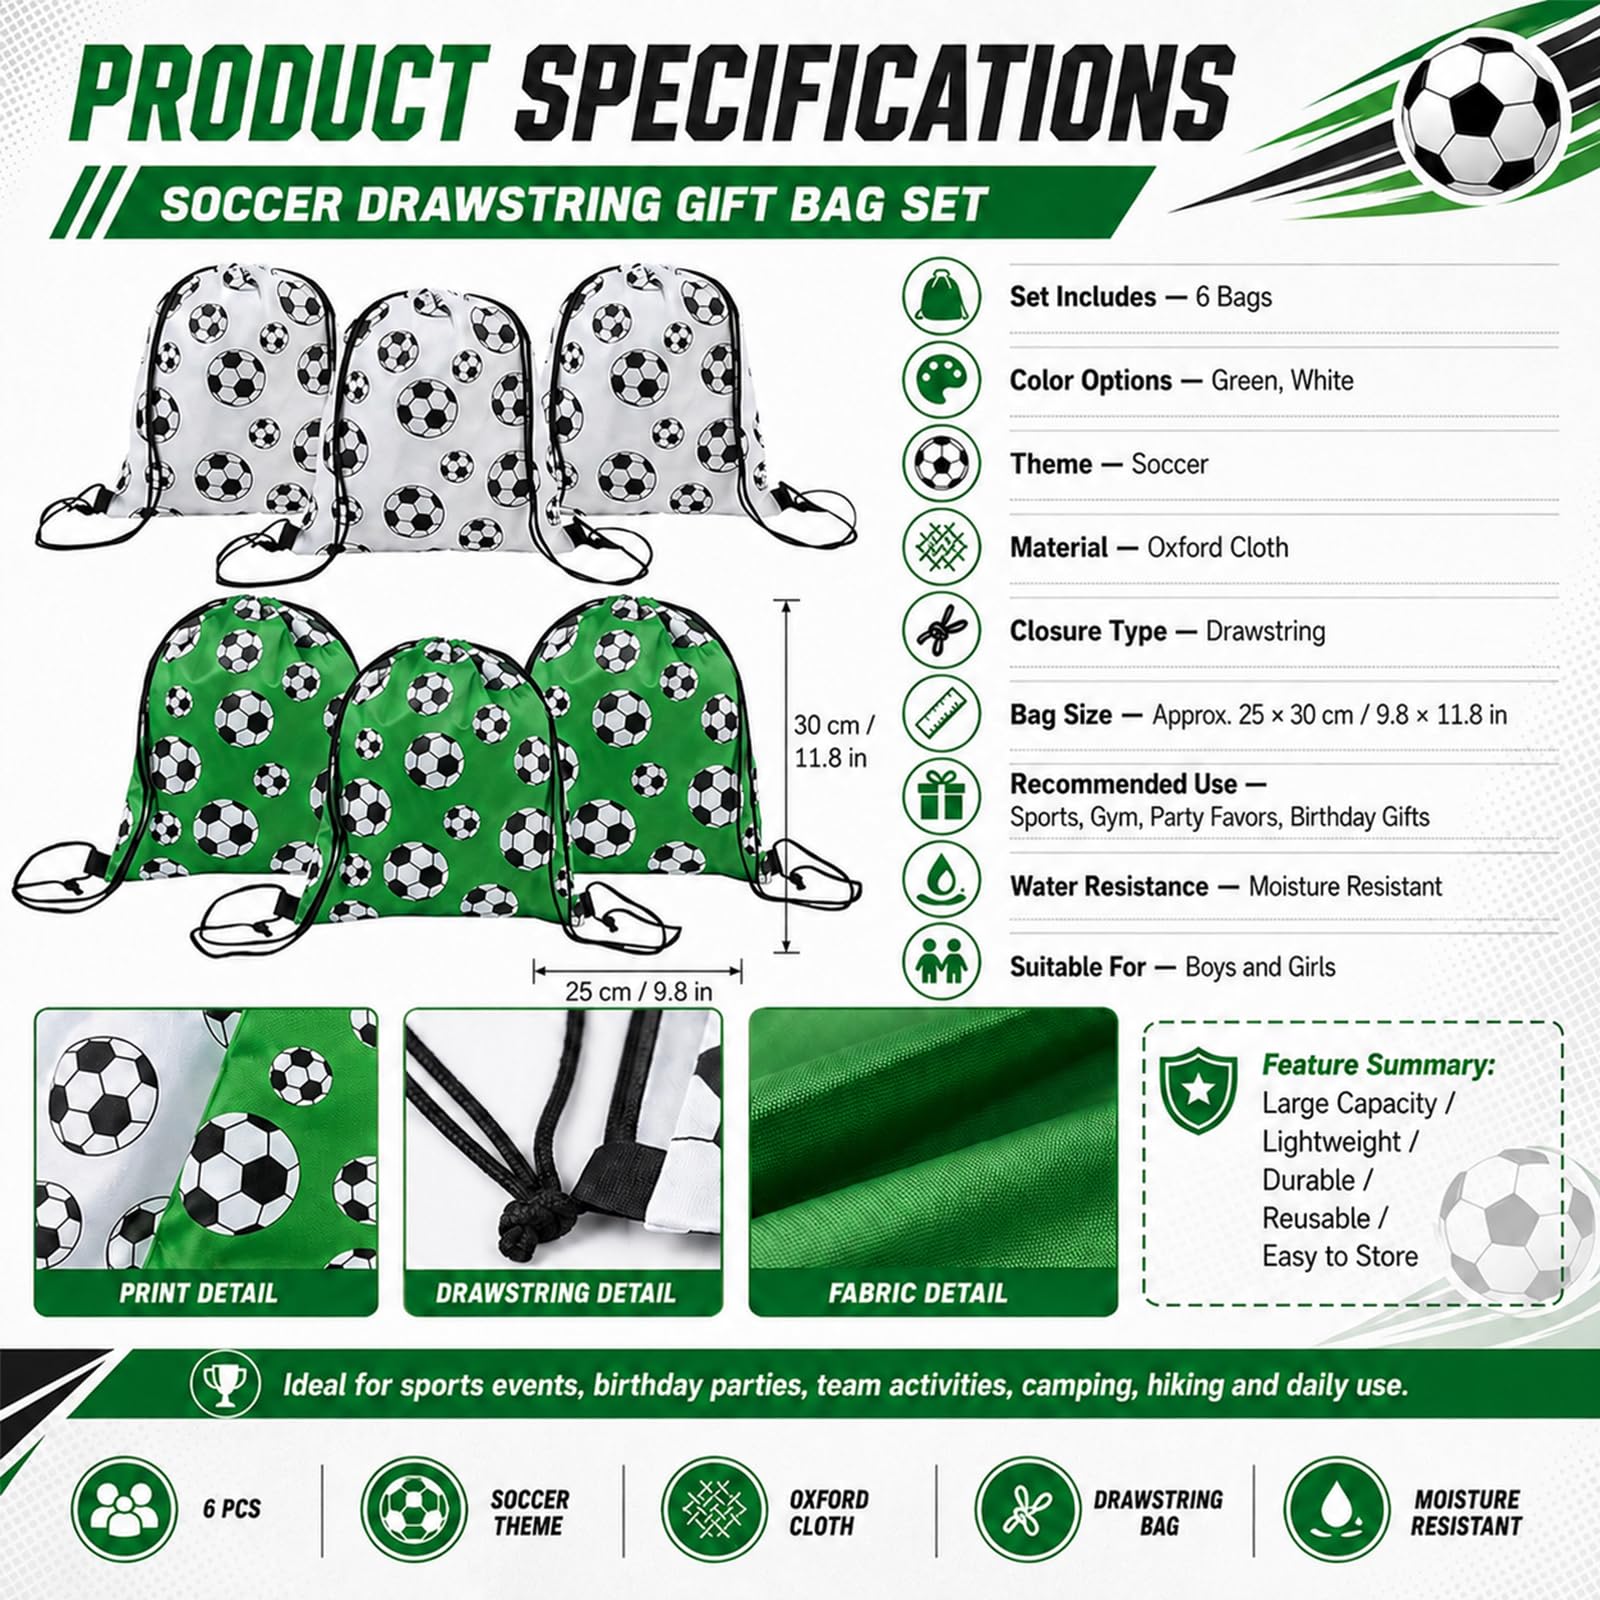 PRODUCT SPECIFICATIONS
SOCCER DRAWSTRING GIFT BAG SET
Set Includes — 6 Bags
Color Options — Green, White
Theme — Soccer
Material — Oxford Cloth
Closure Type — Drawstring
Bag Size — Approx. 25 × 30 cm / 9.8 × 11.8 in
Recommended Use —
Sports, Gym, Party Favors, Birthday Gifts
Water Resistance — Moisture Resistant
Suitable For — Boys and Girls
30 cm /
11.8 in
25 cm / 9.8 in
PRINT DETAIL
DRAWSTRING DETAIL
FABRIC DETAIL
Feature Summary:
Large Capacity /
Lightweight /
Durable /
Reusable /
Easy to Store
Ideal for sports events, birthday parties, team activities, camping, hiking and daily use.
6 PCS
SOCCER
THEME
OXFORD
CLOTH
DRAWSTRING
BAG
MOISTURE
RESISTANT